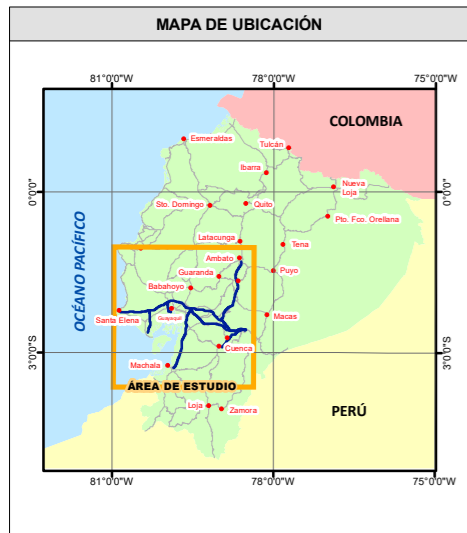 MAPA DE UBICACIÓN
81°0'0"W
78°0'0"W
75°0'0"W
COLOMBIA
Esmeraldas
Tulcán
Ibarra
Nueva
Loja
0°0'0"
0°0'0"
Sto. Domingo
Quito
Pto. Fco. Orellana
OCÉANO PACÍFICO
Latacunga
Tena
Ambato
Puyo
Guaranda
Babahoyo
Santa Elena
Guayaquil
Macas
Cuenca
3°0'0"S
3°0'0"S
Machala
ÁREA DE ESTUDIO
Loja
Zamora
PERÚ
81°0'0"W
78°0'0"W
75°0'0"W